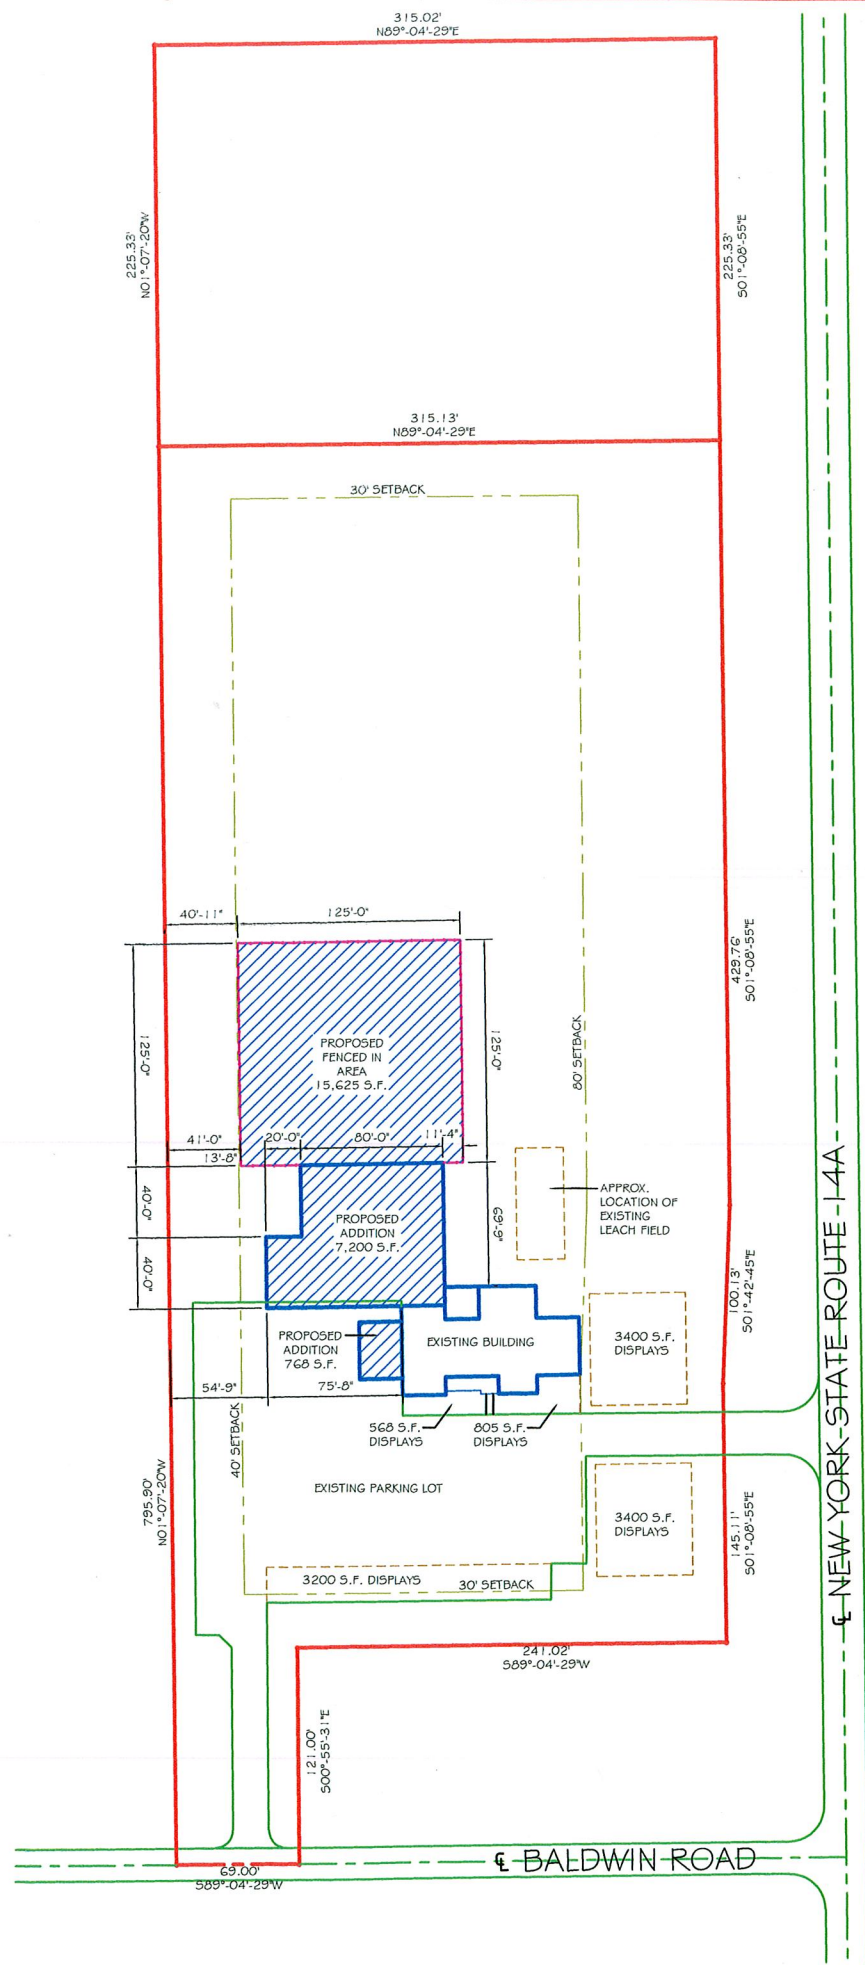 315.02'
N89°-04'-29"E
225.33'
N01°-07'-20"W
225.33'
S01°-08'-55"E
315.13'
N89°-04'-29"E
30' SETBACK
40'-11"
125'-0"
429.76'
S01°-08'-55"E
125'-0"
125'-0"
80' SETBACK
PROPOSED
FENCED IN
AREA
15,625 S.F.
41'-0"
20'-0"
80'-0"
11'-4"
13'-8"
40'-0"
40'-0"
69'-9"
APPROX.
LOCATION OF
EXISTING
LEACH FIELD
PROPOSED
ADDITION
7,200 S.F.
100.13'
S01°-42'-45"E
PROPOSED
ADDITION
768 S.F.
EXISTING BUILDING
3400 S.F.
DISPLAYS
54'-9"
75'-8"
568 S.F.
DISPLAYS
805 S.F.
DISPLAYS
40' SETBACK
EXISTING PARKING LOT
795.90'
N01°-07'-20"W
3400 S.F.
DISPLAYS
145.11'
S01°-08'-55"E
3200 S.F. DISPLAYS
30' SETBACK
241.02'
S89°-04'-29"W
121.00'
S00°-55'-31"E
℄ NEW YORK STATE ROUTE 14A
℄ BALDWIN ROAD
69.00'
S89°-04'-29"W